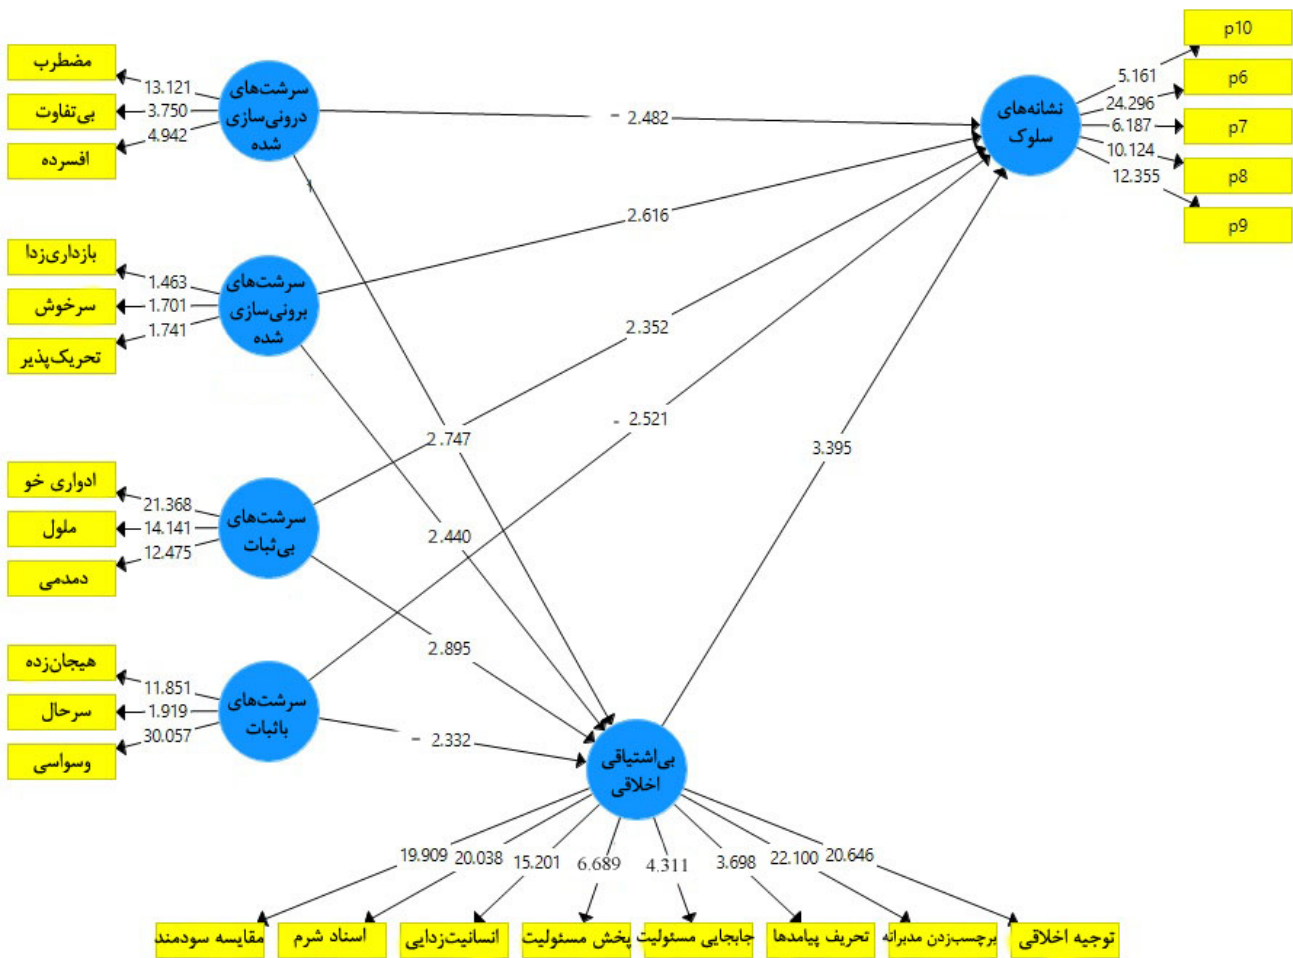 p10
p6
p7
p8
p9
5.161
24.296
6.187
10.124
12.355
نشانه‌های
سلوک
مضطرب
بی‌تفاوت
افسرده
13.121
3.750
4.942
سرشت‌های
درونی‌سازی
شده
- 2.482
بازداری‌زدا
سرخوش
تحریک‌پذیر
1.463
1.701
1.741
سرشت‌های
برونی‌سازی
شده
2.616
2.352
- 2.521
3.395
2.747
2.440
ادواری خو
ملول
دمدمی
21.368
14.141
12.475
سرشت‌های
بی‌ثبات
2.895
هیجان‌زده
سرحال
وسواسی
11.851
1.919
30.057
سرشت‌های
باثبات
- 2.332
بی‌اشتیاقی
اخلاقی
19.909
20.038
15.201
6.689
4.311
3.698
22.100
20.646
مقایسه سودمند
اسناد شرم
انسانیت‌زدایی
پخش مسئولیت
جابجایی مسئولیت
تحریف پیامدها
برچسب‌زدن مدبرانه
توجیه اخلاقی